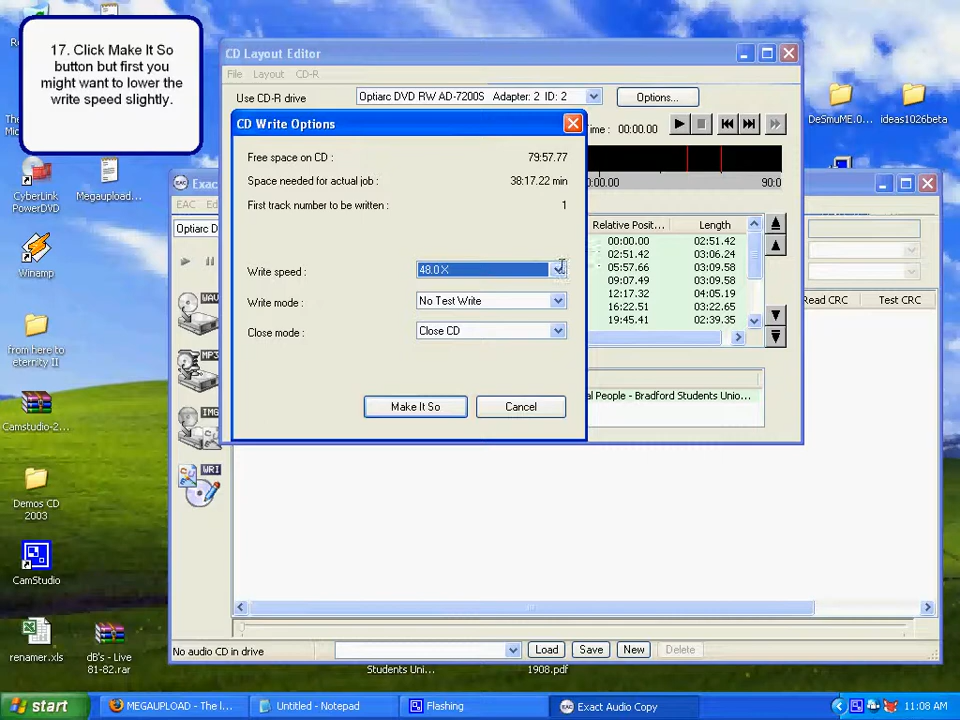 17. Click Make It So
button but first you
might want to lower the
write speed slightly.
CD Layout Editor
File Layout CD-R
Use CD-R drive
Optiarc DVD RW AD-7200S Adapter: 2 ID: 2
Options...
00:00.00
CD Write Options
Free space on CD :
79:57.77
Space needed for actual job :
38:17.22 min
First track number to be written :
1
Write speed :
48.0 X
Write mode :
No Test Write
Close mode :
Close CD
Make It So
Cancel
90:0
Relative Posit... Length
00:00.00 02:51.42
02:51.42 03:06.24
05:57.66 03:09.58
09:07.49 03:09.58
12:17.32 04:05.19
16:22.51 03:22.65
19:45.41 02:39.35
al People - Bradford Students Unio...
Exac
EAC
Optiarc D
WAV
MP3
IMG
WRI
Read CRC Test CRC
No audio CD in drive
Load
Save
New
Delete
CyberLink
PowerDVD
Megaupload...
Winamp
from here to
eternity II
Camstudio-2...
Demos CD
2003
CamStudio
renamer.xls
dB's - Live
81-82.rar
DeSmuME.0...
ideas1026beta
Students Uni...
1908.pdf
start
MEGAUPLOAD - The l...
Untitled - Notepad
Flashing
Exact Audio Copy
11:08 AM